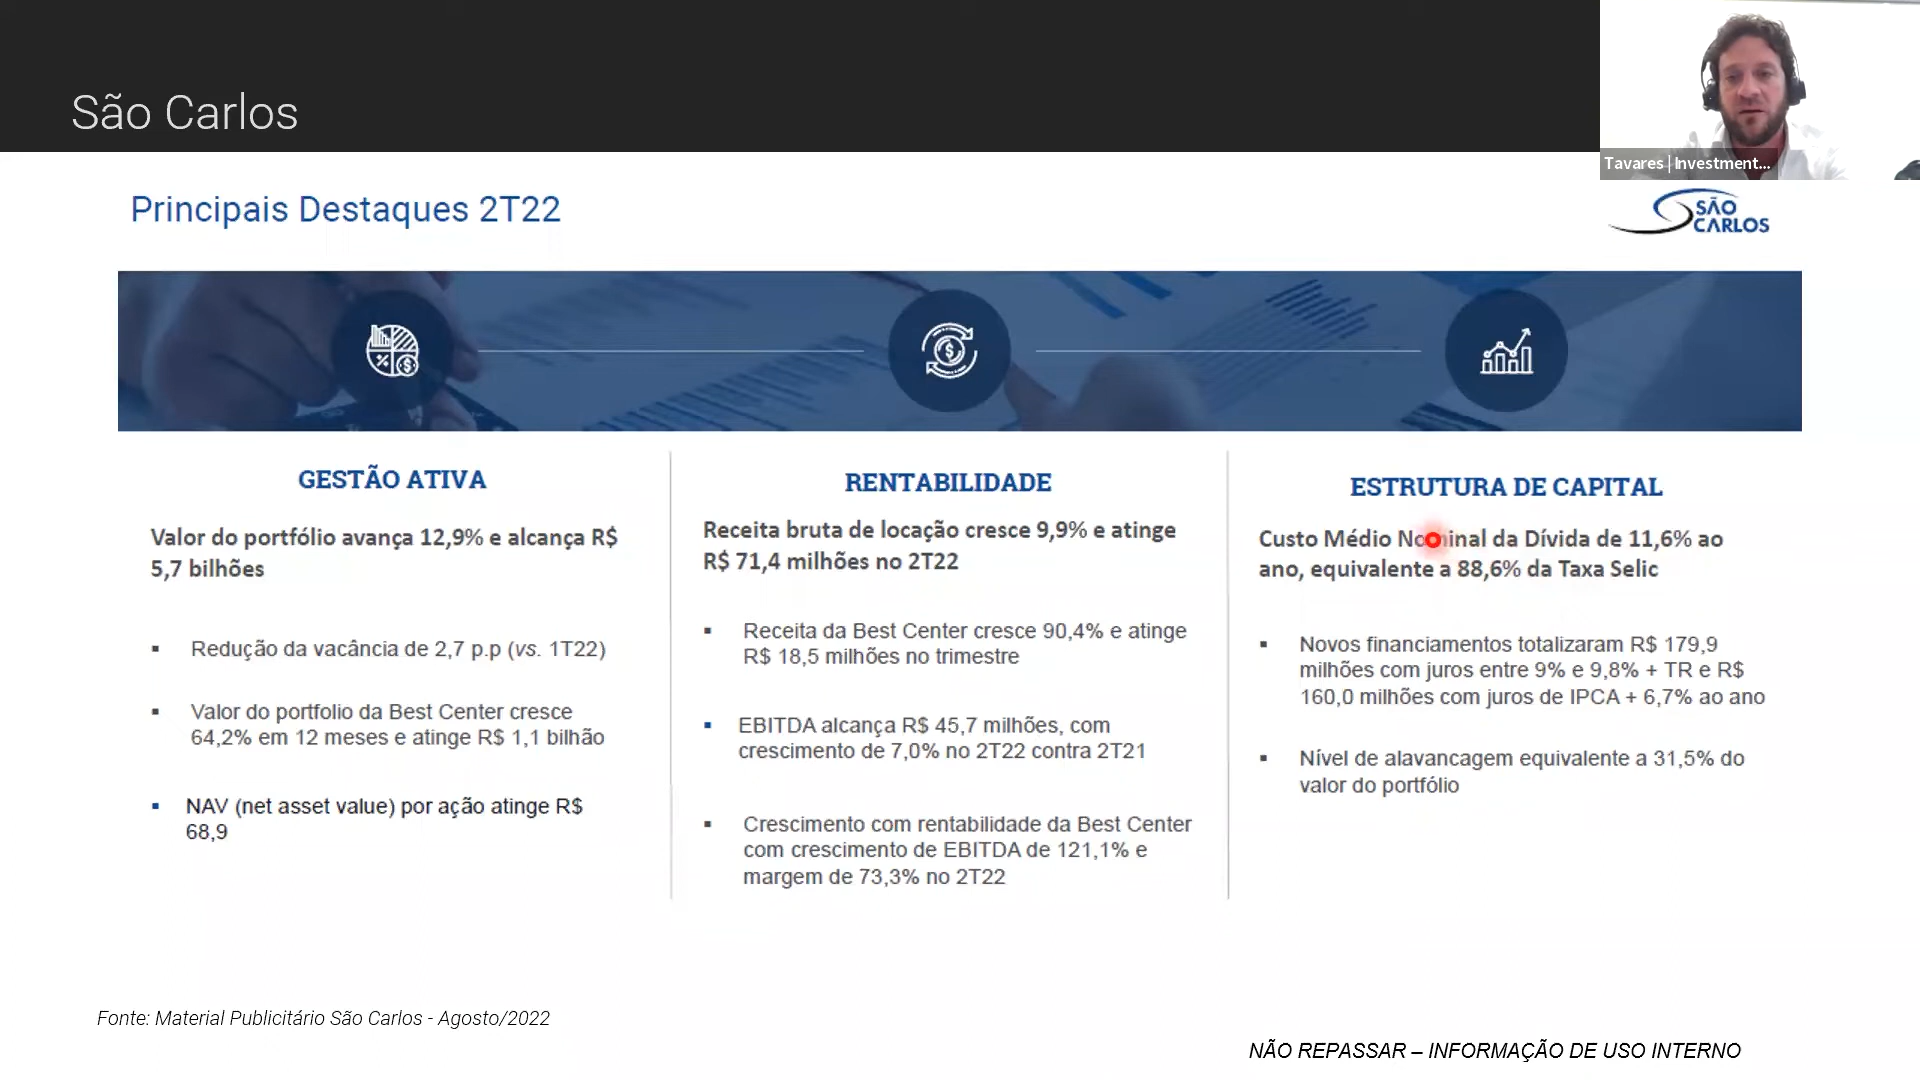 São Carlos
Tavares | Investment...
Principais Destaques 2T22
SÃO
CARLOS
GESTÃO ATIVA
Valor do portfólio avança 12,9% e alcança R$
5,7 bilhões
▪ Redução da vacância de 2,7 p.p (vs. 1T22)
▪ Valor do portfolio da Best Center cresce
64,2% em 12 meses e atinge R$ 1,1 bilhão
▪ NAV (net asset value) por ação atinge R$
68,9
RENTABILIDADE
Receita bruta de locação cresce 9,9% e atinge
R$ 71,4 milhões no 2T22
▪ Receita da Best Center cresce 90,4% e atinge
R$ 18,5 milhões no trimestre
▪ EBITDA alcança R$ 45,7 milhões, com
crescimento de 7,0% no 2T22 contra 2T21
▪ Crescimento com rentabilidade da Best Center
com crescimento de EBITDA de 121,1% e
margem de 73,3% no 2T22
ESTRUTURA DE CAPITAL
Custo Médio Nominal da Dívida de 11,6% ao
ano, equivalente a 88,6% da Taxa Selic
▪ Novos financiamentos totalizaram R$ 179,9
milhões com juros entre 9% e 9,8% + TR e R$
160,0 milhões com juros de IPCA + 6,7% ao ano
▪ Nível de alavancagem equivalente a 31,5% do
valor do portfólio
Fonte: Material Publicitário São Carlos - Agosto/2022
NÃO REPASSAR – INFORMAÇÃO DE USO INTERNO